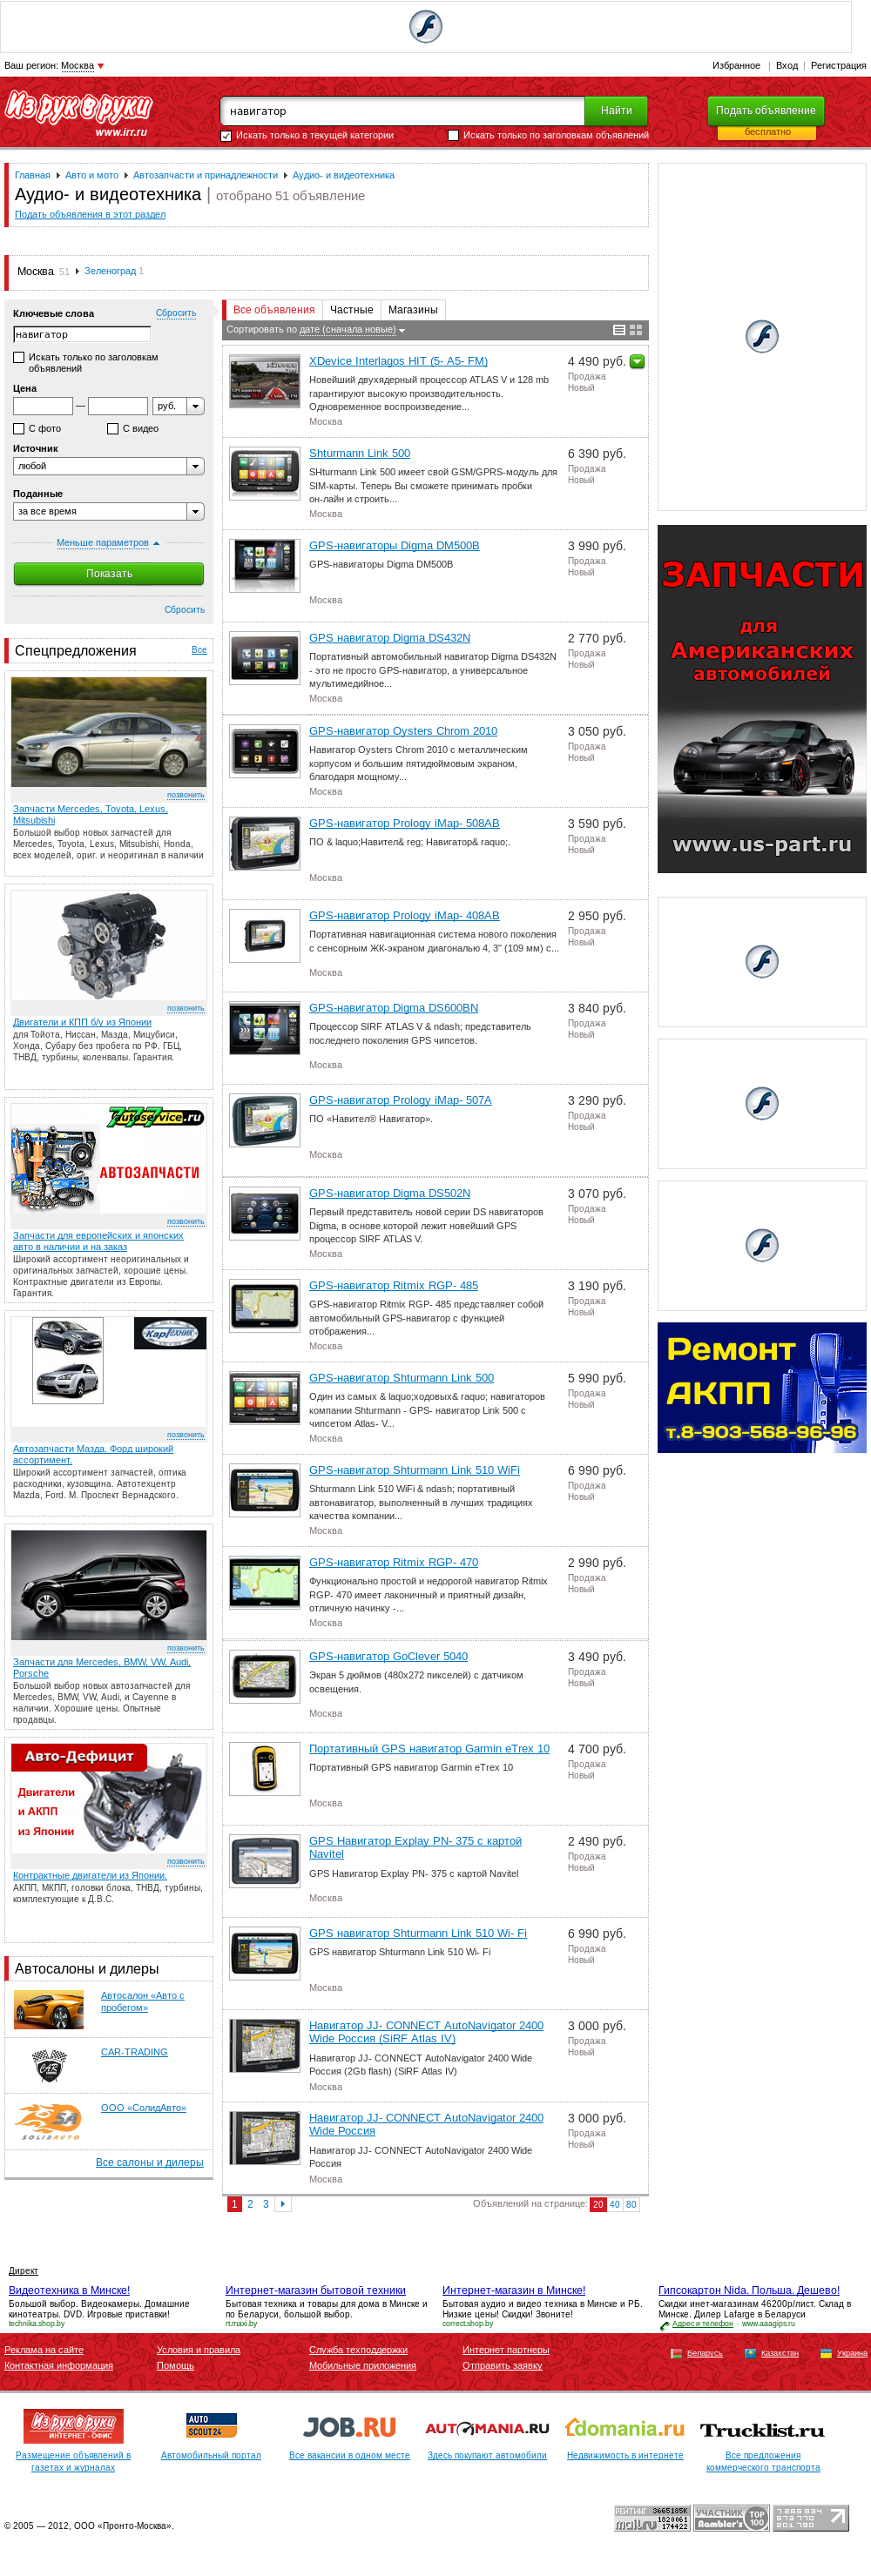 Ваш регион: Москва
Избранное | Вход | Регистрация
Из рук в руки
www.irr.ru
навигатор
Найти
Подать объявление
бесплатно
Искать только в текущей категории
Искать только по заголовкам объявлений
Главная Авто и мото Автозапчасти и принадлежности Аудио- и видеотехника
Аудио- и видеотехника | отобрано 51 объявление
Подать объявления в этот раздел
Москва 51 Зеленоград 1
Ключевые слова Сбросить
навигатор
Искать только по заголовкам
объявлений
Цена
— руб.
С фото С видео
Источник
любой
Поданные
за все время
Меньше параметров
Показать
Сбросить
Спецпредложения Все
позвонить
Запчасти Mercedes, Toyota, Lexus,
Mitsubishi
Большой выбор новых запчастей для
Mercedes, Toyota, Lexus, Mitsubishi, Honda,
всех моделей, ориг. и неоригинал в наличии
позвонить
Двигатели и КПП б/у из Японии
для Тойота, Ниссан, Мазда, Мицубиси,
Хонда, Субару без пробега по РФ. ГБЦ,
ТНВД, турбины, коленвалы. Гарантия.
777
autoservice.ru
АВТОЗАПЧАСТИ
позвонить
Запчасти для европейских и японских
авто в наличии и на заказ
Широкий ассортимент неоригинальных и
оригинальных запчастей, хорошие цены.
Контрактные двигатели из Европы.
Гарантия.
КарТехник
позвонить
Автозапчасти Мазда, Форд широкий
ассортимент.
Широкий ассортимент запчастей, оптика
расходники, кузовщина. Автотехцентр
Mazda, Ford. М. Проспект Вернадского.
позвонить
Запчасти для Mercedes, BMW, VW, Audi,
Porsche
Большой выбор новых автозапчастей для
Mercedes, BMW, VW, Audi, и Cayenne в
наличии. Хорошие цены. Опытные
продавцы.
Авто-Дефицит
Двигатели
и АКПП
из Японии
позвонить
Контрактные двигатели из Японии.
АКПП, МКПП, головки блока, ТНВД, турбины,
комплектующие к Д.В.С.
Автосалоны и дилеры
Автосалон «Авто с
пробегом»
CAR-TRADING
ООО «СолидАвто»
СОЛИДАВТО
Все салоны и дилеры
Все объявления Частные Магазины
Сортировать по дате (сначала новые)
XDevice Interlagos HIT (5- A5- FM)
4 490 руб.
Продажа
Новый
Новейший двухядерный процессор ATLAS V и 128 mb
гарантируют высокую производительность.
Одновременное воспроизведение...
Москва
Shturmann Link 500
6 390 руб.
Продажа
Новый
SHturmann Link 500 имеет свой GSM/GPRS-модуль для
SIM-карты. Теперь Вы сможете принимать пробки
он-лайн и строить...
Москва
GPS-навигаторы Digma DM500B
3 990 руб.
Продажа
Новый
GPS-навигаторы Digma DM500B
Москва
GPS навигатор Digma DS432N
2 770 руб.
Продажа
Новый
Портативный автомобильный навигатор Digma DS432N
- это не просто GPS-навигатор, а универсальное
мультимедийное...
Москва
GPS-навигатор Oysters Chrom 2010
3 050 руб.
Продажа
Новый
Навигатор Oysters Chrom 2010 с металлическим
корпусом и большим пятидюймовым экраном,
благодаря мощному...
Москва
GPS-навигатор Prology iMap- 508AB
3 590 руб.
Продажа
Новый
ПО & laquo;Навител& reg; Навигатор& raquo;.
Москва
GPS-навигатор Prology iMap- 408AB
2 950 руб.
Продажа
Новый
Портативная навигационная система нового поколения
с сенсорным ЖК-экраном диагональю 4, 3" (109 мм) с...
Москва
GPS-навигатор Digma DS600BN
3 840 руб.
Продажа
Новый
Процессор SIRF ATLAS V & ndash; представитель
последнего поколения GPS чипсетов.
Москва
GPS-навигатор Prology iMap- 507A
3 290 руб.
Продажа
Новый
ПО «Навител® Навигатор».
Москва
GPS-навигатор Digma DS502N
3 070 руб.
Продажа
Новый
Первый представитель новой серии DS навигаторов
Digma, в основе которой лежит новейший GPS
процессор SIRF ATLAS V.
Москва
GPS-навигатор Ritmix RGP- 485
3 190 руб.
Продажа
Новый
GPS-навигатор Ritmix RGP- 485 представляет собой
автомобильный GPS-навигатор с функцией
отображения...
Москва
GPS-навигатор Shturmann Link 500
5 990 руб.
Продажа
Новый
Один из самых & laquo;ходовых& raquo; навигаторов
компании Shturmann - GPS- навигатор Link 500 с
чипсетом Atlas- V...
Москва
GPS-навигатор Shturmann Link 510 WiFi
6 990 руб.
Продажа
Новый
Shturmann Link 510 WiFi & ndash; портативный
автонавигатор, выполненный в лучших традициях
качества компании...
Москва
GPS-навигатор Ritmix RGP- 470
2 990 руб.
Продажа
Новый
Функционально простой и недорогой навигатор Ritmix
RGP- 470 имеет лаконичный и приятный дизайн,
отличную начинку -...
Москва
GPS-навигатор GoClever 5040
3 490 руб.
Продажа
Новый
Экран 5 дюймов (480x272 пикселей) с датчиком
освещения.
Москва
Портативный GPS навигатор Garmin eTrex 10
4 700 руб.
Продажа
Новый
Портативный GPS навигатор Garmin eTrex 10
Москва
GPS Навигатор Explay PN- 375 с картой
Navitel
2 490 руб.
Продажа
Новый
GPS Навигатор Explay PN- 375 с картой Navitel
Москва
GPS навигатор Shturmann Link 510 Wi- Fi
6 990 руб.
Продажа
Новый
GPS навигатор Shturmann Link 510 Wi- Fi
Москва
Навигатор JJ- CONNECT AutoNavigator 2400
Wide Россия (SiRF Atlas IV)
3 000 руб.
Продажа
Новый
Навигатор JJ- CONNECT AutoNavigator 2400 Wide
Россия (2Gb flash) (SiRF Atlas IV)
Москва
Навигатор JJ- CONNECT AutoNavigator 2400
Wide Россия
3 000 руб.
Продажа
Новый
Навигатор JJ- CONNECT AutoNavigator 2400 Wide
Россия
Москва
1 2 3
Объявлений на странице: 20 40 80
ЗАПЧАСТИ
для
Американских
автомобилей
www.us-part.ru
Ремонт
АКПП
т.8-903-568-96-96
Директ
Видеотехника в Минске!
Большой выбор. Видеокамеры. Домашние
кинотеатры. DVD. Игровые приставки!
technika.shop.by
Интернет-магазин бытовой техники
Бытовая техника и товары для дома в Минске и
по Беларуси, большой выбор.
rt.maxi.by
Интернет-магазин в Минске!
Бытовая аудио и видео техника в Минске и РБ.
Низкие цены! Скидки! Звоните!
correct.shop.by
Гипсокартон Nida. Польша. Дешево!
Скидки инет-магазинам 46200р/лист. Склад в
Минске. Дилер Lafarge в Беларуси
Адрес и телефон · www.aaagips.ru
Реклама на сайте
Контактная информация
Условия и правила
Помощь
Служба техподдержки
Мобильные приложения
Интернет партнеры
Отправить заявку
Беларусь Казахстан Украина
Из рук в руки
ИНТЕРНЕТ - ОФИС
Размещение объявлений в
газетах и журналах
AUTO
SCOUT24
Автомобильный портал
JOB.RU
Все вакансии в одном месте
AUTOMANIA.RU
Здесь покупают автомобили
domania.ru
Недвижимость в интернете
Trucklist.ru
Все предложения
коммерческого транспорта
© 2005 — 2012, ООО «Пронто-Москва».
РЕЙТИНГ 3665185K
mail.ru 1820061
174422
УЧАСТНИК
Rambler's
TOP
100